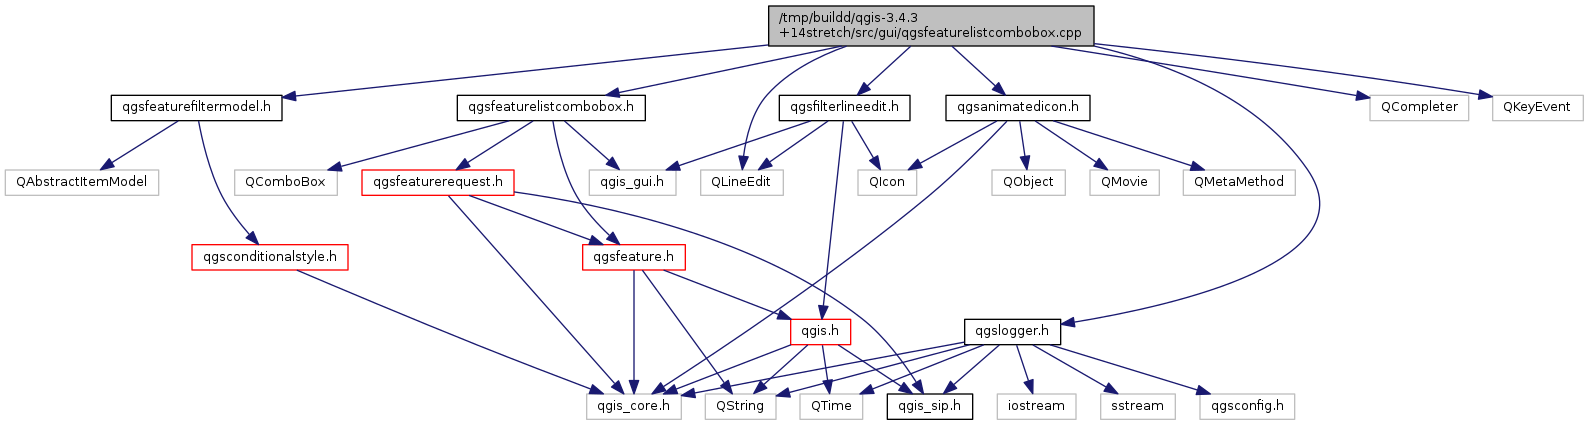 /tmp/buildd/qgis-3.4.3
+14stretch/src/gui/qgsfeaturelistcombobox.cpp
qgsfeaturefiltermodel.h
qgsfeaturelistcombobox.h
qgsfilterlineedit.h
qgsanimatedicon.h
QCompleter
QKeyEvent
QAbstractItemModel
QComboBox
qgsfeaturerequest.h
qgis_gui.h
QLineEdit
QIcon
QObject
QMovie
QMetaMethod
qgsconditionalstyle.h
qgsfeature.h
qgis.h
qgslogger.h
qgis_core.h
QString
QTime
qgis_sip.h
iostream
sstream
qgsconfig.h